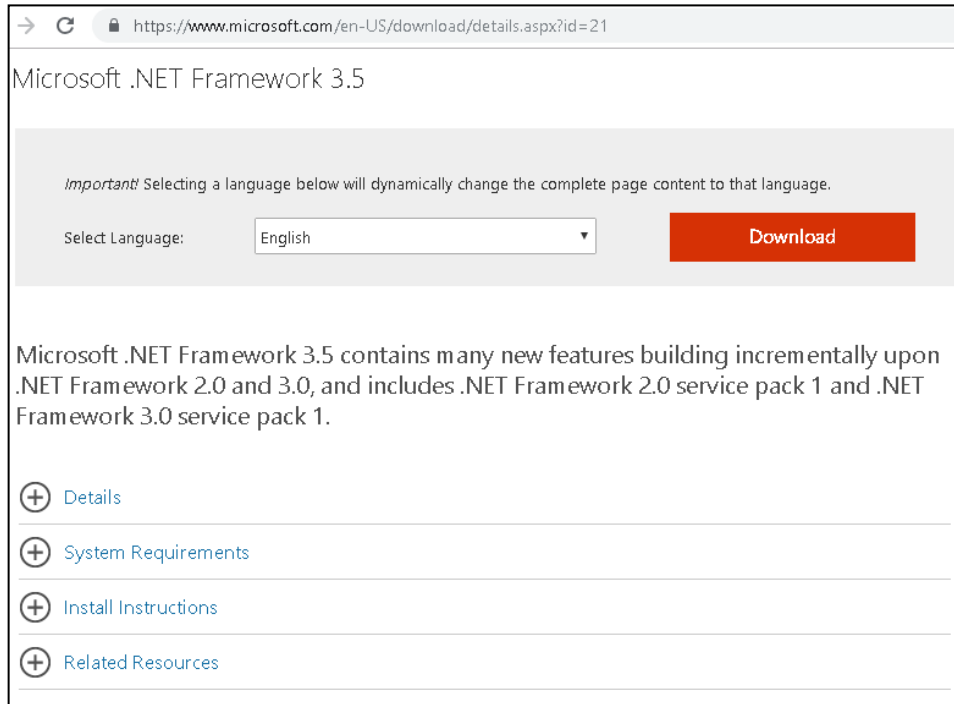 https://www.microsoft.com/en-US/download/details.aspx?id=21
Microsoft .NET Framework 3.5
Important! Selecting a language below will dynamically change the complete page content to that language.
Select Language:
English
Download
Microsoft .NET Framework 3.5 contains many new features building incrementally upon
.NET Framework 2.0 and 3.0, and includes .NET Framework 2.0 service pack 1 and .NET
Framework 3.0 service pack 1.
Details
System Requirements
Install Instructions
Related Resources